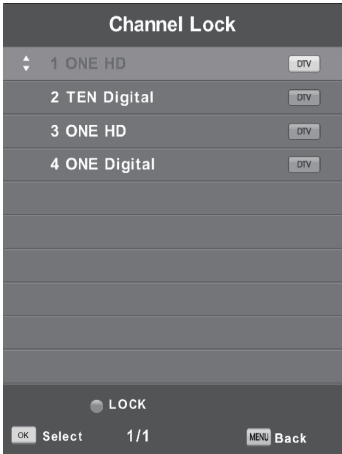 Channel Lock
1 ONE HD DTV
2 TEN Digital DTV
3 ONE HD DTV
4 ONE Digital DTV
LOCK
OK Select 1/1 MENU Back